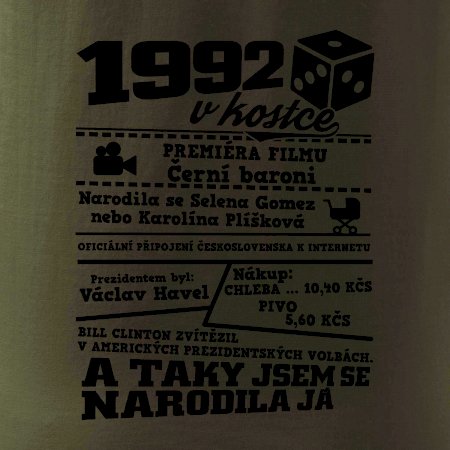 1992
v kostce
PREMIÉRA FILMU
Černí baroni
Narodila se Selena Gomez
nebo Karolína Plíšková
OFICIÁLNÍ PŘIPOJENÍ ČESKOSLOVENSKA K INTERNETU
Prezidentem byl:
Václav Havel
Nákup:
CHLEBA ... 10,40 KČS
PIVO
5,60 KČS
BILL CLINTON ZVÍTĚZIL
V AMERICKÝCH PREZIDENTSKÝCH VOLBÁCH.
A TAKY JSEM SE
NARODILA JÁ